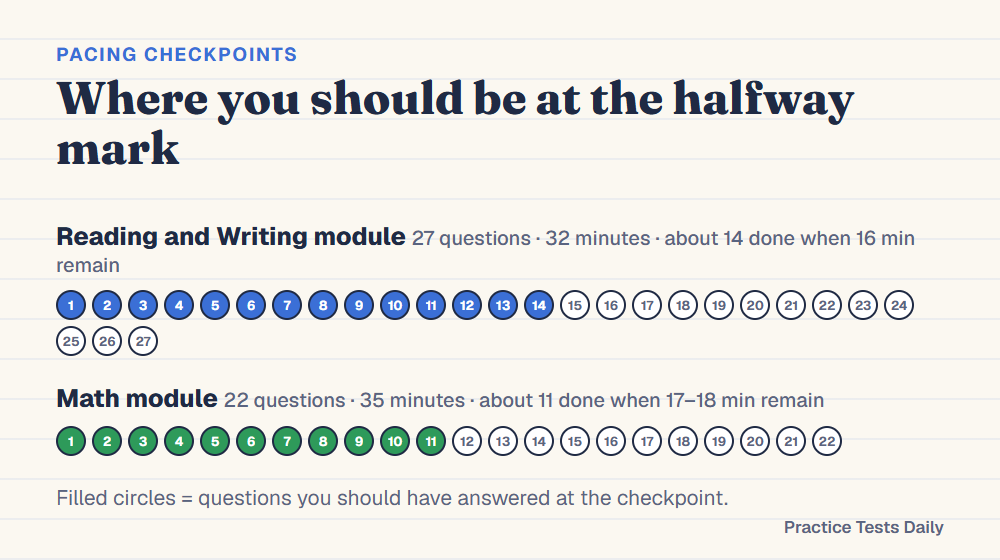 PACING CHECKPOINTS
Where you should be at the halfway
mark
Reading and Writing module 27 questions · 32 minutes · about 14 done when 16 min
remain
1 2 3 4 5 6 7 8 9 10 11 12 13 14 15 16 17 18 19 20 21 22 23 24
25 26 27
Math module 22 questions · 35 minutes · about 11 done when 17–18 min remain
1 2 3 4 5 6 7 8 9 10 11 12 13 14 15 16 17 18 19 20 21 22
Filled circles = questions you should have answered at the checkpoint.
Practice Tests Daily